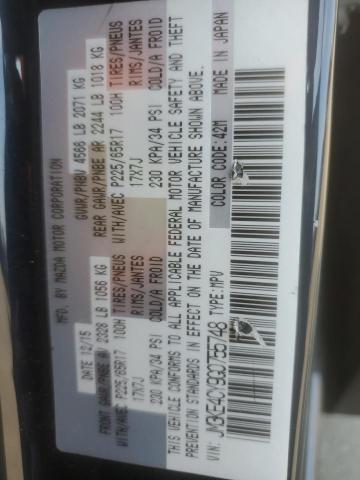 MFD. BY MAZDA MOTOR CORPORATION
DATE 12/15 GVWR/PNBV 4566 LB 2071 KG
FRONT GAWR/PNBE AV 2328 LB 1056 KG REAR GAWR/PNBE AR 2244 LB 1018 KG
WITH/AVEC P225/65R17 100H TIRES/PNEUS WITH/AVEC P225/65R17 100H TIRES/PNEUS
17X7J RIMS/JANTES 17X7J RIMS/JANTES
230 KPA/34 PSI COLD/A FROID 230 KPA/34 PSI COLD/A FROID
THIS VEHICLE CONFORMS TO ALL APPLICABLE FEDERAL MOTOR VEHICLE SAFETY AND THEFT
PREVENTION STANDARDS IN EFFECT ON THE DATE OF MANUFACTURE SHOWN ABOVE.
VIN: JM3KE4CY9G0755748 TYPE: MPV COLOR CODE: 42M MADE IN JAPAN